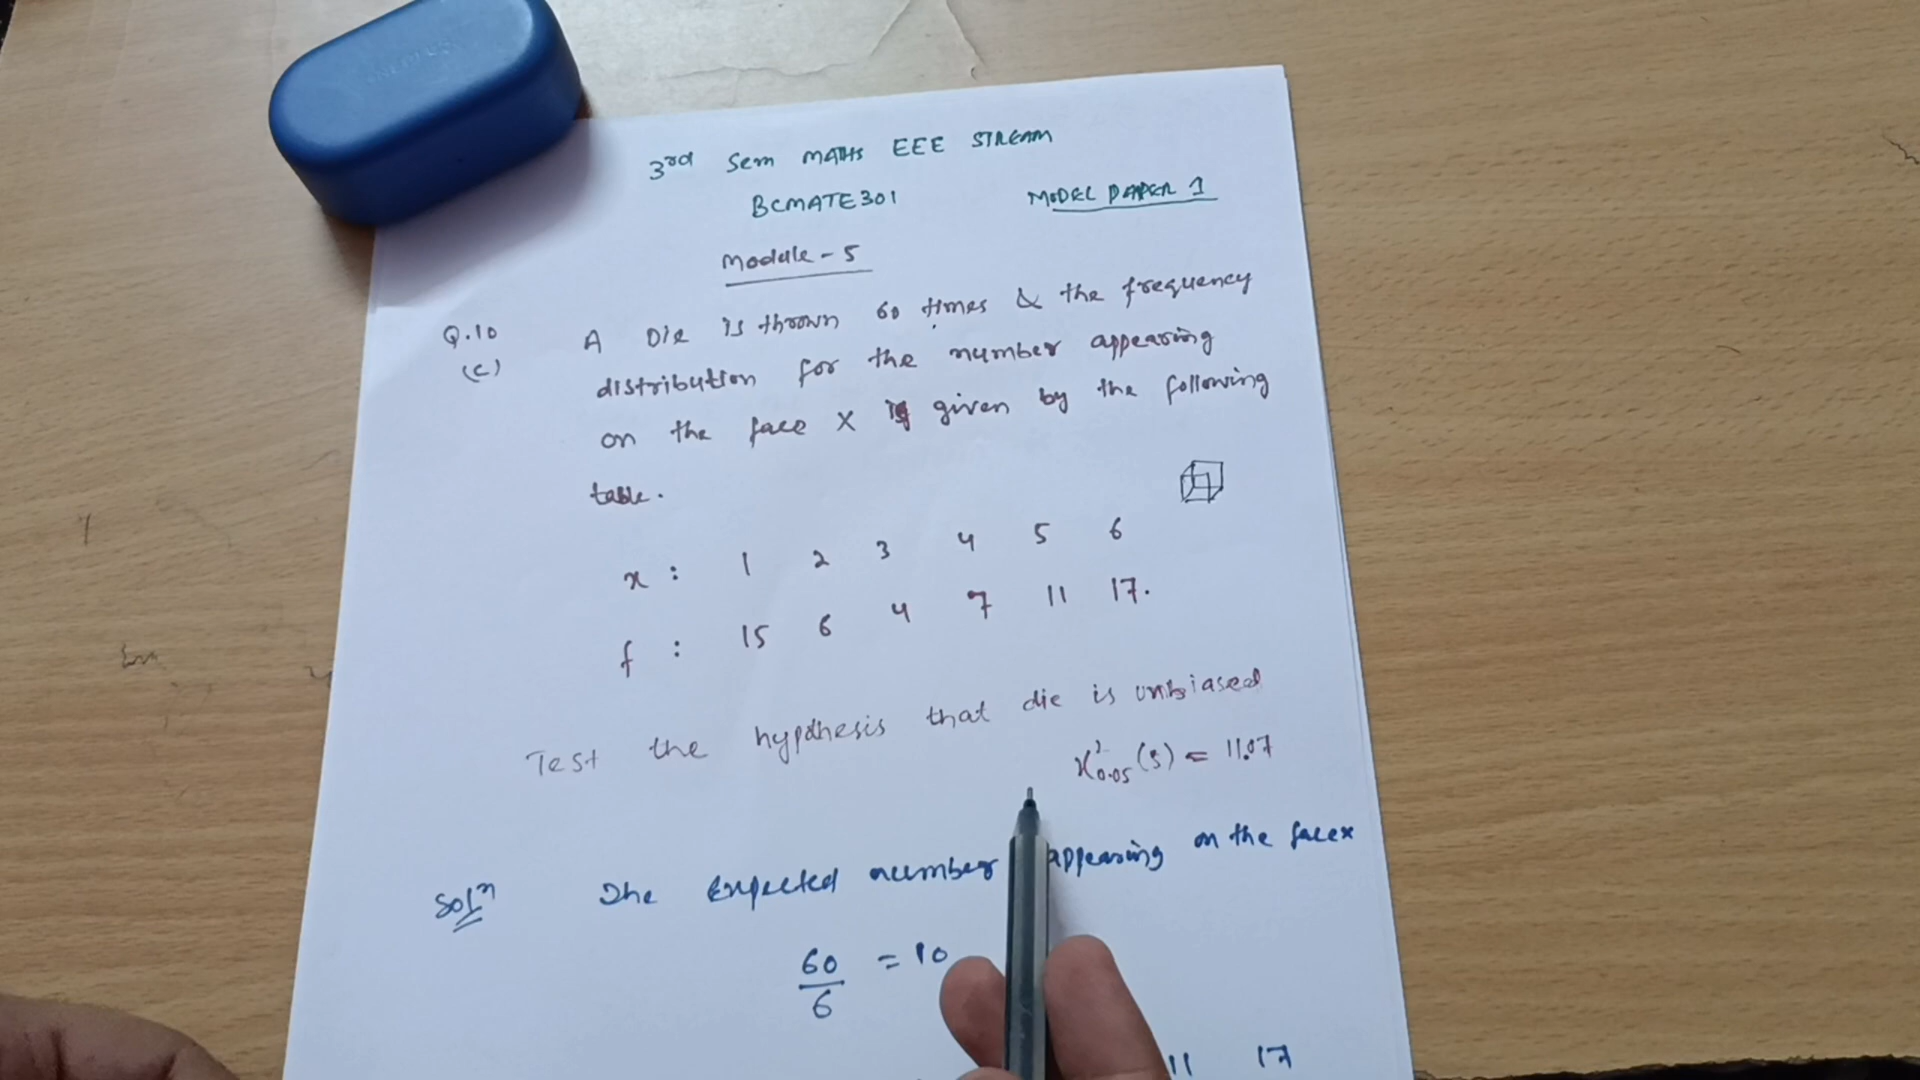 3rd Sem MATHS EEE STREAM
BCMATE301 MODEL PAPER 1
Module - 5
Q.10 A Die is thrown 60 times & the frequency
(c) distribution for the number appearing
on the face X is given by the following
table.
x : 1 2 3 4 5 6
f : 15 6 4 7 11 17.
Test the hypothesis that die is unbiased
χ²0.05 (5) = 11.07
Solⁿ The Expected number appearing on the face x
60/6 = 10
11 17